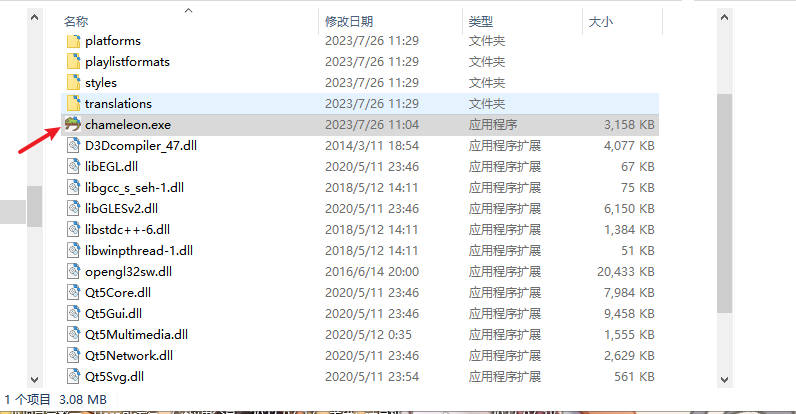 名称 修改日期 类型 大小
platforms 2023/7/26 11:29 文件夹
playlistformats 2023/7/26 11:29 文件夹
styles 2023/7/26 11:29 文件夹
translations 2023/7/26 11:29 文件夹
chameleon.exe 2023/7/26 11:04 应用程序 3,158 KB
D3Dcompiler_47.dll 2014/3/11 18:54 应用程序扩展 4,077 KB
libEGL.dll 2020/5/11 23:46 应用程序扩展 67 KB
libgcc_s_seh-1.dll 2018/5/12 14:11 应用程序扩展 75 KB
libGLESv2.dll 2020/5/11 23:46 应用程序扩展 6,150 KB
libstdc++-6.dll 2018/5/12 14:11 应用程序扩展 1,384 KB
libwinpthread-1.dll 2018/5/12 14:11 应用程序扩展 51 KB
opengl32sw.dll 2016/6/14 20:00 应用程序扩展 20,433 KB
Qt5Core.dll 2020/5/11 23:46 应用程序扩展 7,984 KB
Qt5Gui.dll 2020/5/11 23:46 应用程序扩展 9,458 KB
Qt5Multimedia.dll 2020/5/12 0:35 应用程序扩展 1,555 KB
Qt5Network.dll 2020/5/11 23:46 应用程序扩展 2,629 KB
Qt5Svg.dll 2020/5/11 23:54 应用程序扩展 561 KB
1 个项目 3.08 MB